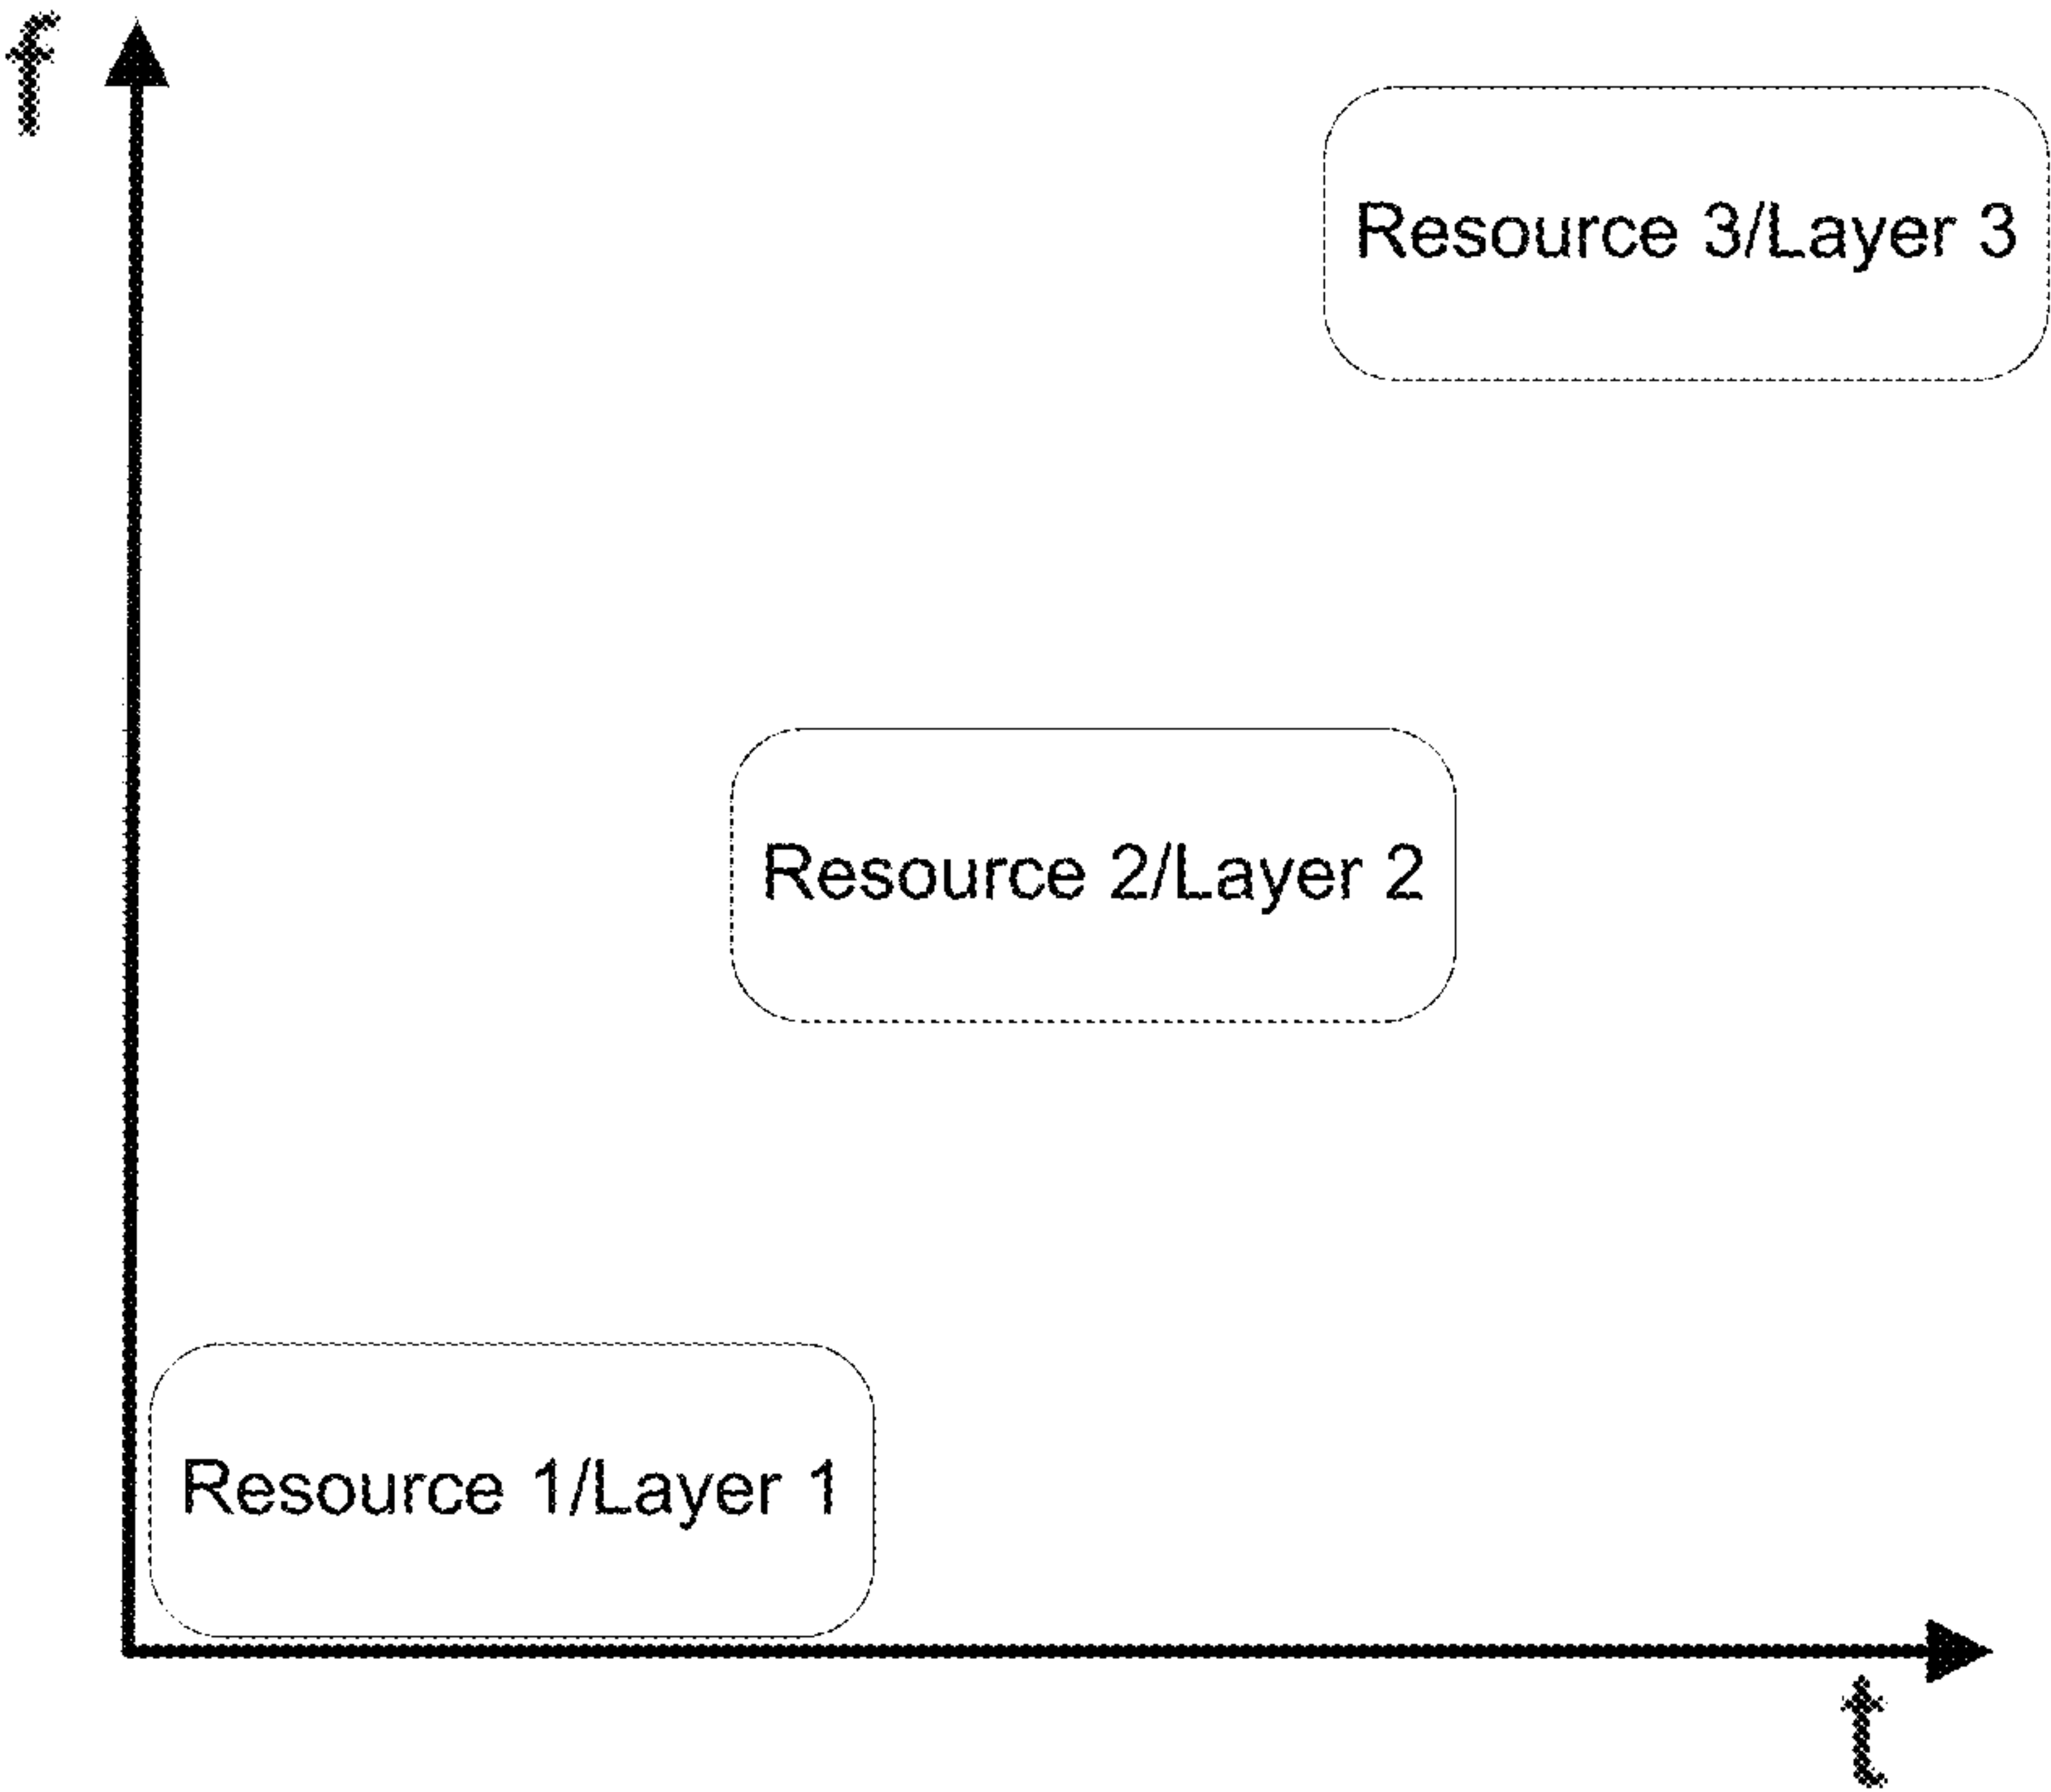 f
Resource 3/Layer 3
Resource 2/Layer 2
Resource 1/Layer 1
t